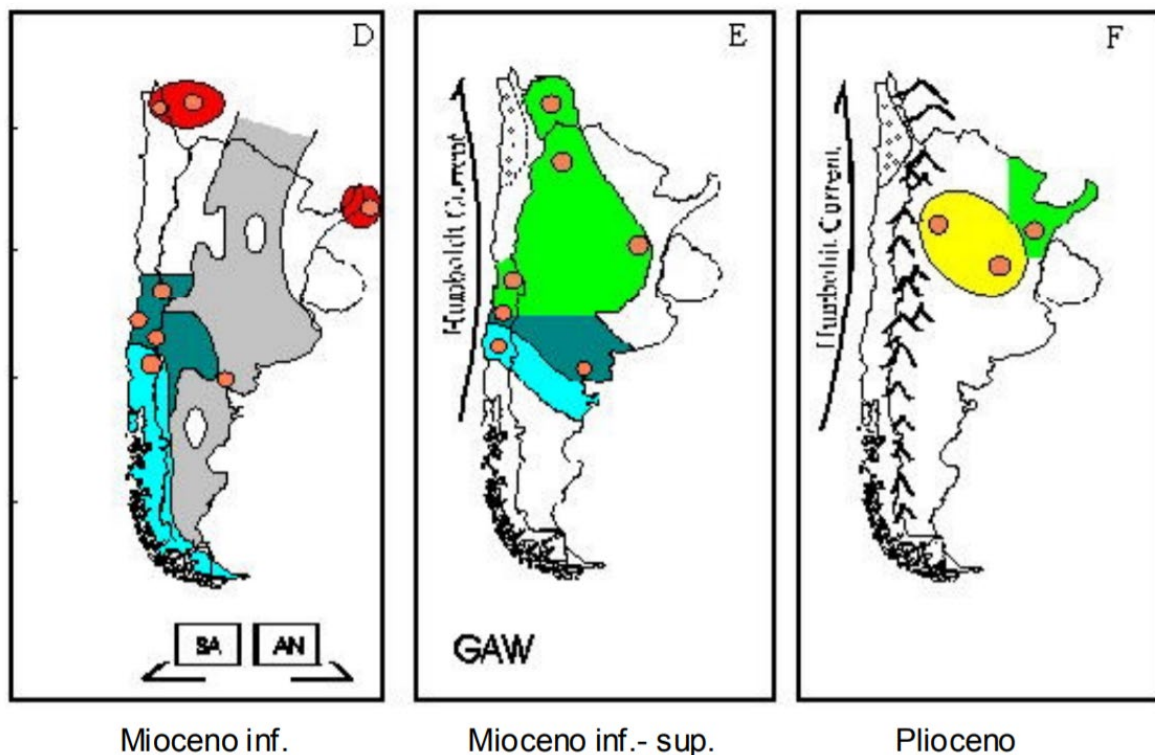 D
E
F
Humboldt Current
Humboldt Current
SA AN
GAW
Mioceno inf.
Mioceno inf.- sup.
Plioceno